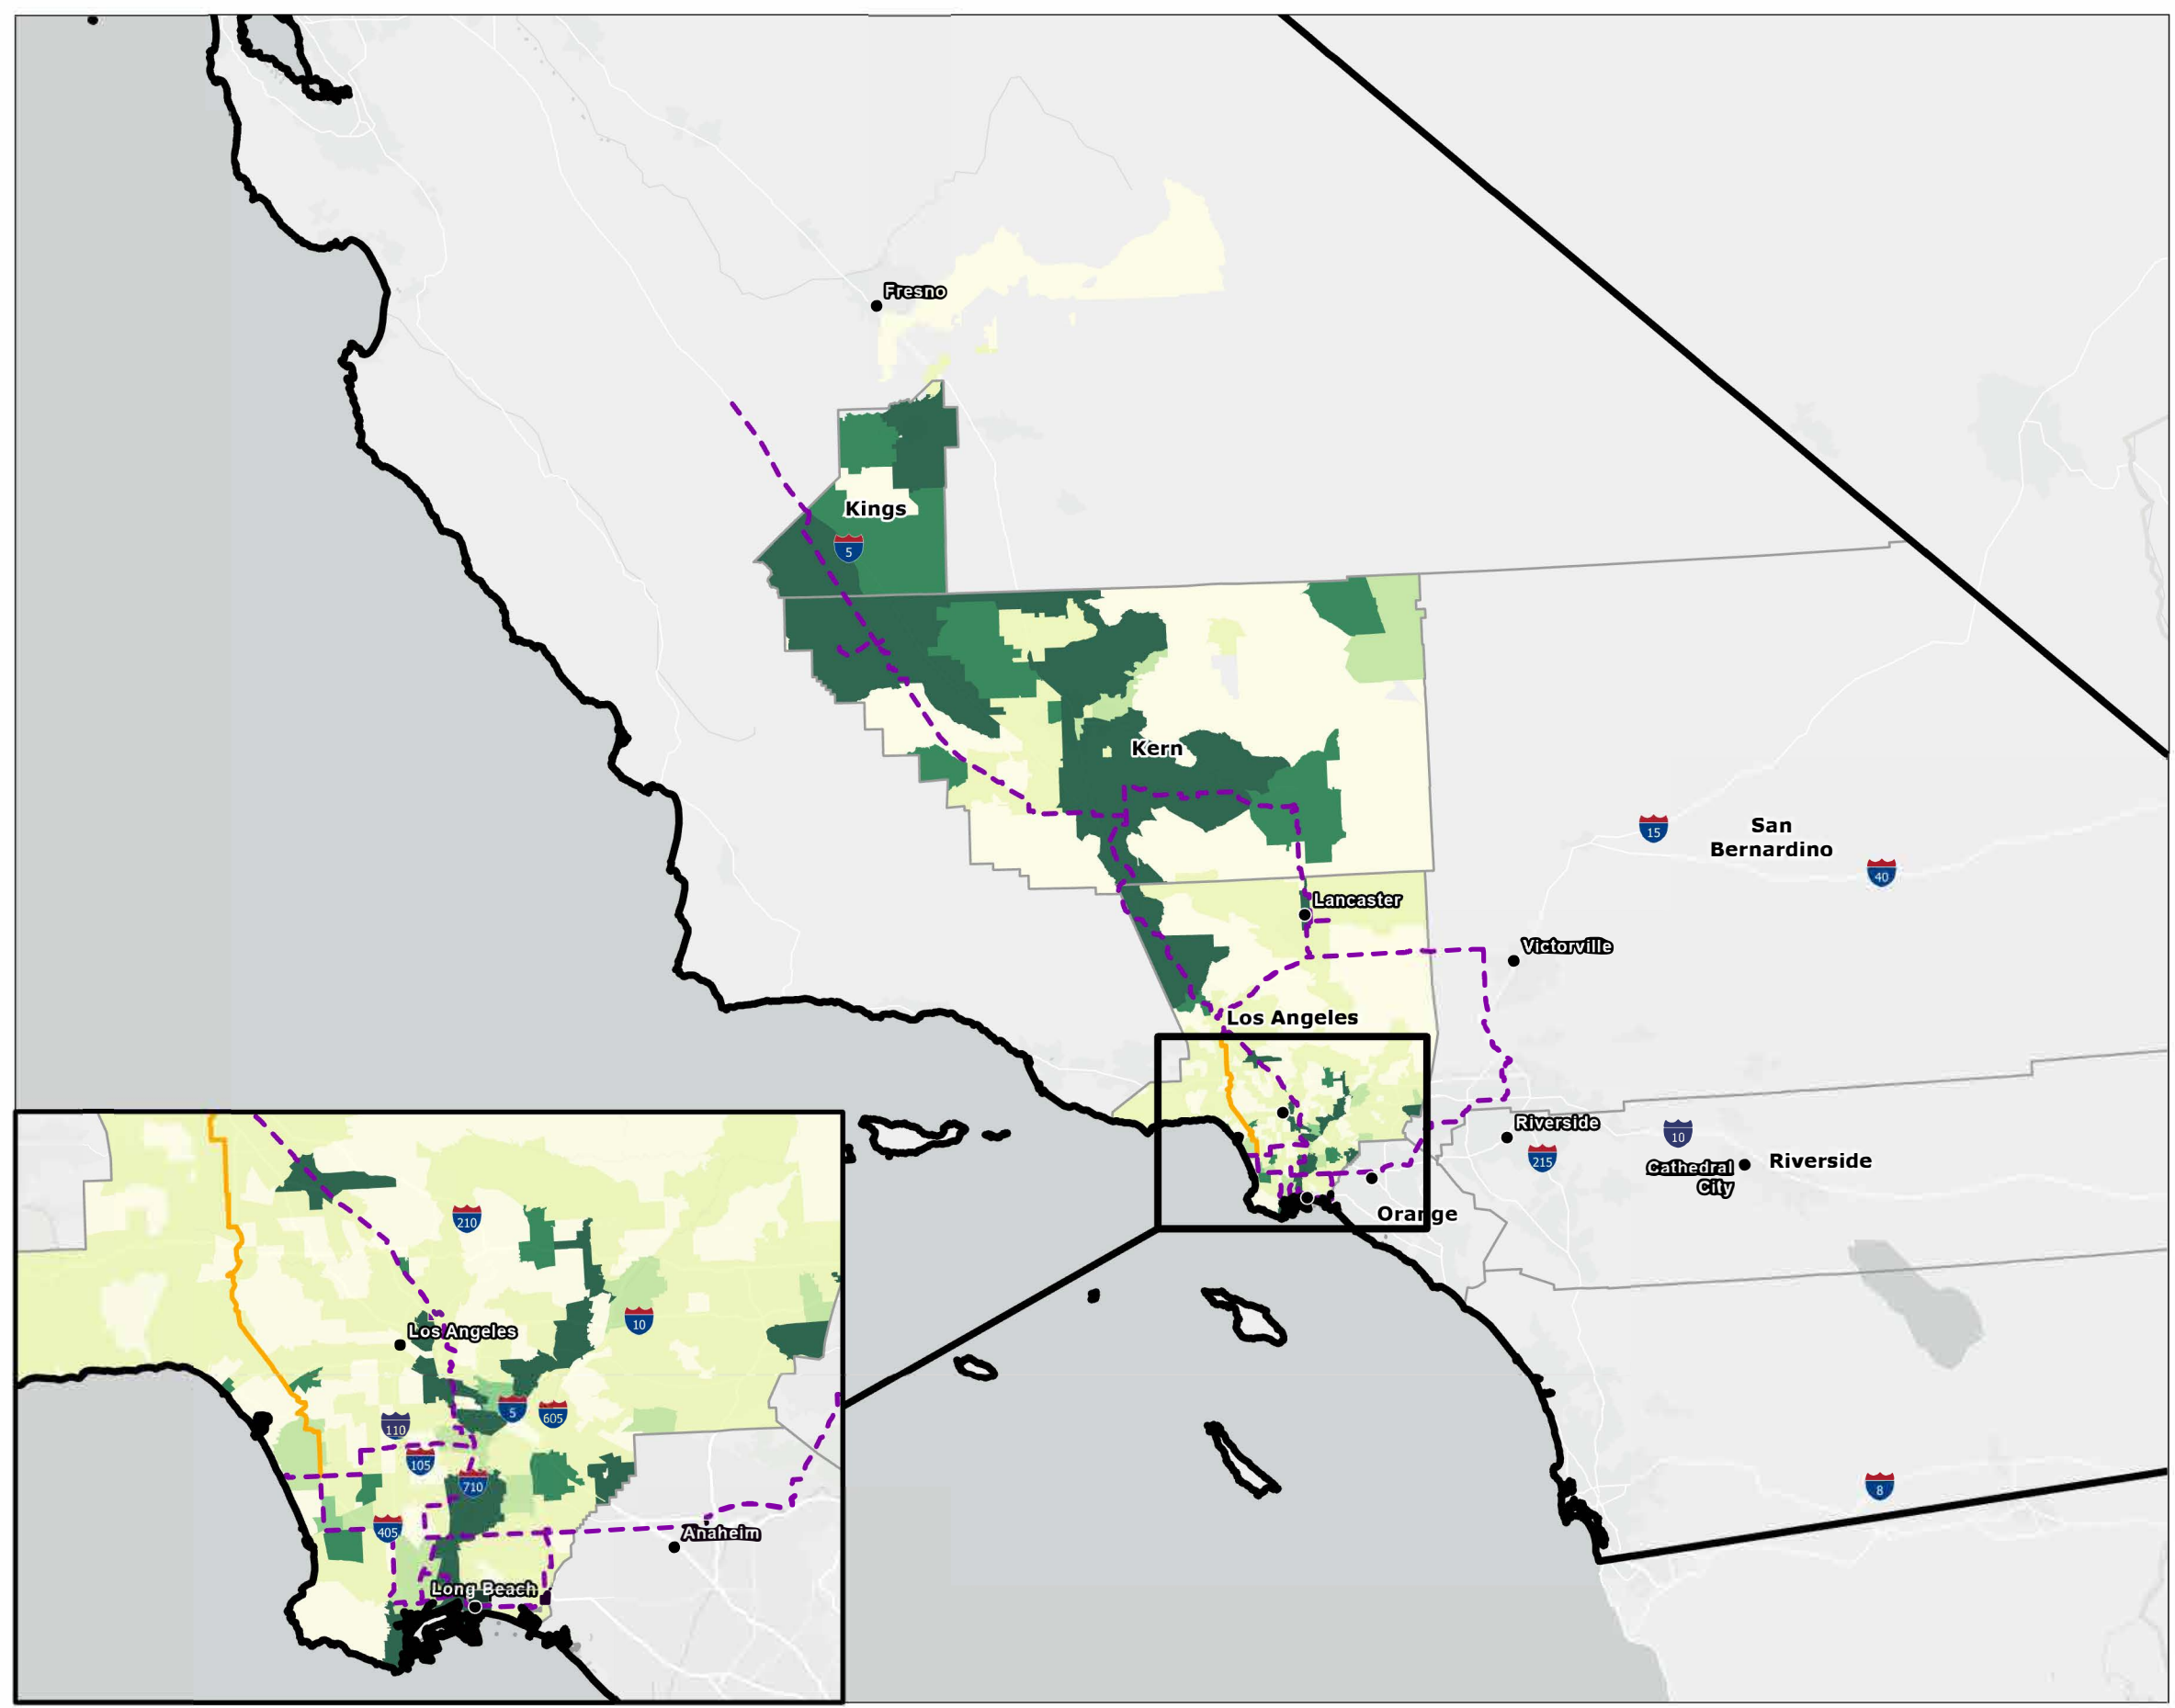 Fresno
Kings
5
Kern
15
San
Bernardino
40
Lancaster
Victorville
Los Angeles
Riverside
10
215
Cathedral
City
Riverside
Orange
8
210
10
Los Angeles
5
605
110
105
710
405
Anaheim
Long Beach